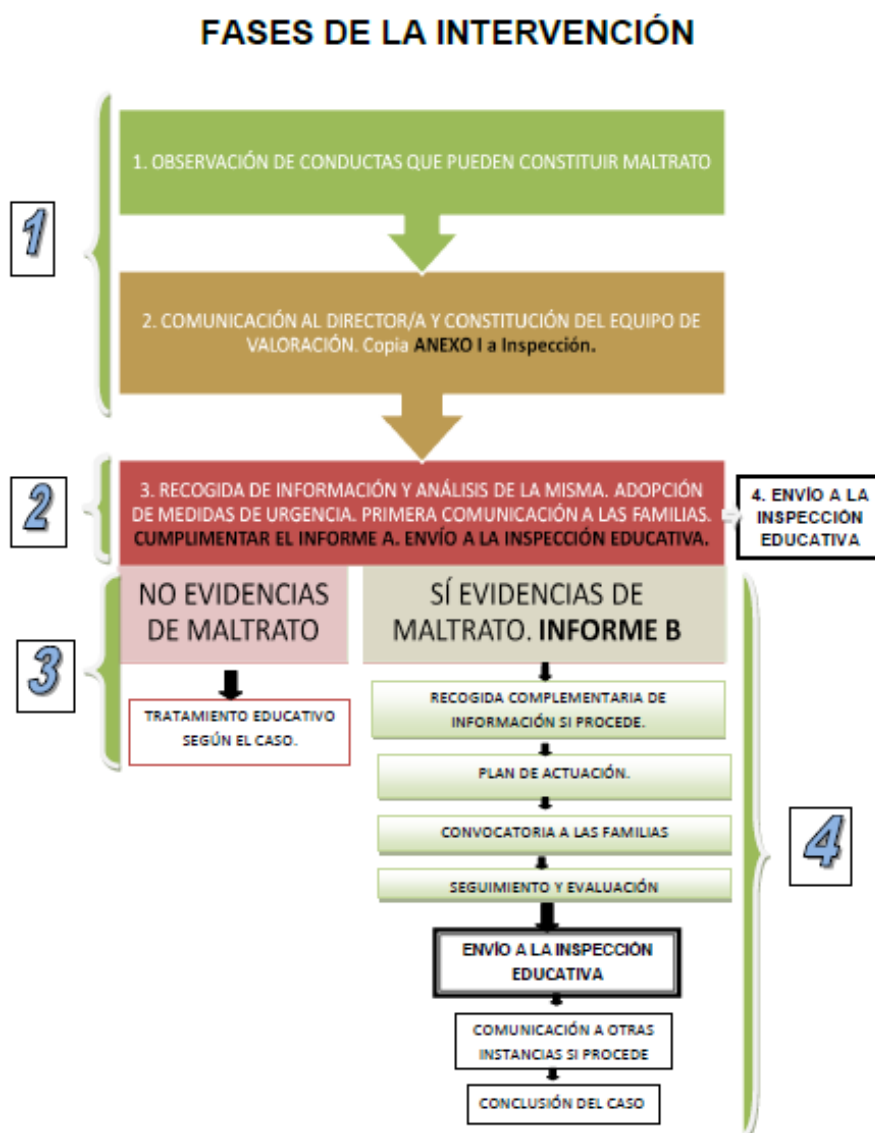 FASES DE LA INTERVENCIÓN
1
1. OBSERVACIÓN DE CONDUCTAS QUE PUEDEN CONSTITUIR MALTRATO
2. COMUNICACIÓN AL DIRECTOR/A Y CONSTITUCIÓN DEL EQUIPO DE
VALORACIÓN. Copia ANEXO I a Inspección.
2
3. RECOGIDA DE INFORMACIÓN Y ANÁLISIS DE LA MISMA. ADOPCIÓN
DE MEDIDAS DE URGENCIA. PRIMERA COMUNICACIÓN A LAS FAMILIAS.
CUMPLIMENTAR EL INFORME A. ENVÍO A LA INSPECCIÓN EDUCATIVA.
4. ENVÍO A LA
INSPECCIÓN
EDUCATIVA
3
NO EVIDENCIAS
DE MALTRATO
TRATAMIENTO EDUCATIVO
SEGÚN EL CASO.
SÍ EVIDENCIAS DE
MALTRATO. INFORME B
RECOGIDA COMPLEMENTARIA DE
INFORMACIÓN SI PROCEDE.
PLAN DE ACTUACIÓN.
CONVOCATORIA A LAS FAMILIAS
SEGUIMIENTO Y EVALUACIÓN
4
ENVÍO A LA INSPECCIÓN
EDUCATIVA
COMUNICACIÓN A OTRAS
INSTANCIAS SI PROCEDE
CONCLUSIÓN DEL CASO